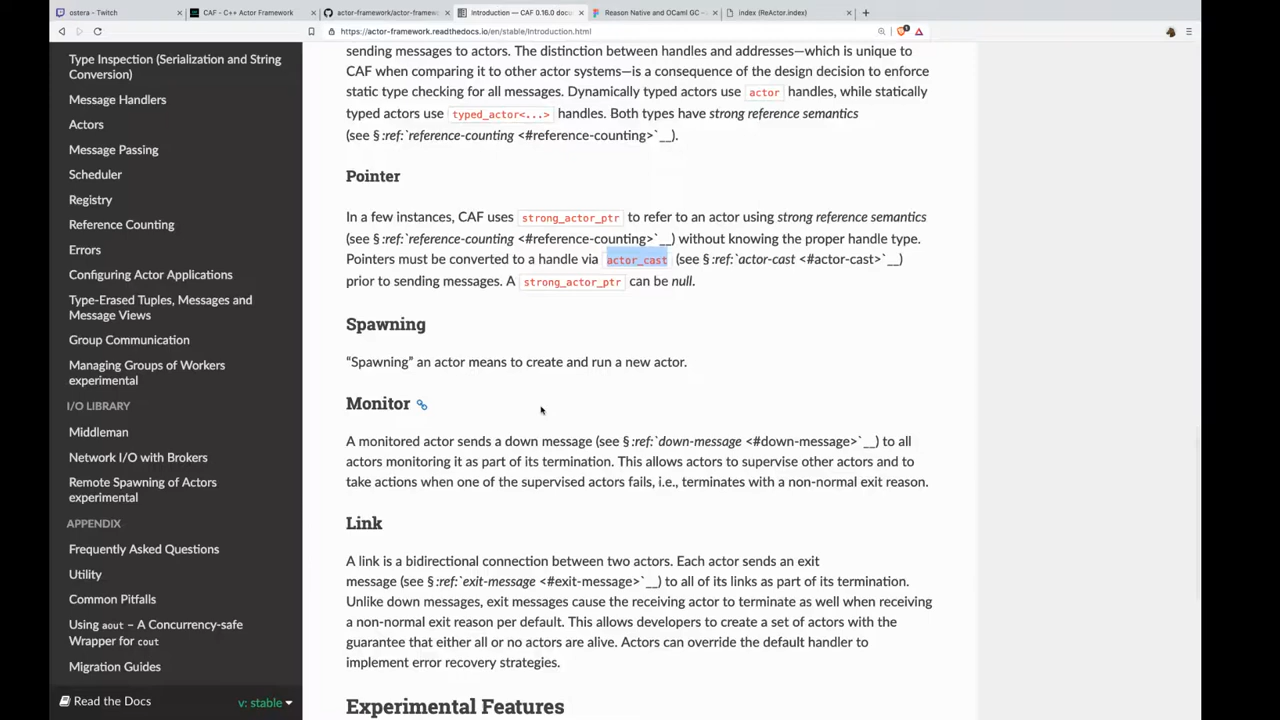 ostera - Twitch
CAF - C++ Actor Framework
actor-framework/actor-framewo
Introduction — CAF 0.16.0 docu
Reason Native and OCaml GC –
index (ReActor.index)
https://actor-framework.readthedocs.io/en/stable/Introduction.html
Type Inspection (Serialization and String
Conversion)
Message Handlers
Actors
Message Passing
Scheduler
Registry
Reference Counting
Errors
Configuring Actor Applications
Type-Erased Tuples, Messages and
Message Views
Group Communication
Managing Groups of Workers
experimental
I/O LIBRARY
Middleman
Network I/O with Brokers
Remote Spawning of Actors
experimental
APPENDIX
Frequently Asked Questions
Utility
Common Pitfalls
Using aout – A Concurrency-safe
Wrapper for cout
Migration Guides
Read the Docs
v: stable
sending messages to actors. The distinction between handles and addresses—which is unique to
CAF when comparing it to other actor systems—is a consequence of the design decision to enforce
static type checking for all messages. Dynamically typed actors use actor handles, while statically
typed actors use typed_actor<...> handles. Both types have strong reference semantics
(see § :ref:`reference-counting <#reference-counting>`__).
Pointer
In a few instances, CAF uses strong_actor_ptr to refer to an actor using strong reference semantics
(see § :ref:`reference-counting <#reference-counting>`__) without knowing the proper handle type.
Pointers must be converted to a handle via actor_cast (see § :ref:`actor-cast <#actor-cast>`__)
prior to sending messages. A strong_actor_ptr can be null.
Spawning
“Spawning” an actor means to create and run a new actor.
Monitor
A monitored actor sends a down message (see § :ref:`down-message <#down-message>`__) to all
actors monitoring it as part of its termination. This allows actors to supervise other actors and to
take actions when one of the supervised actors fails, i.e., terminates with a non-normal exit reason.
Link
A link is a bidirectional connection between two actors. Each actor sends an exit
message (see § :ref:`exit-message <#exit-message>`__) to all of its links as part of its termination.
Unlike down messages, exit messages cause the receiving actor to terminate as well when receiving
a non-normal exit reason per default. This allows developers to create a set of actors with the
guarantee that either all or no actors are alive. Actors can override the default handler to
implement error recovery strategies.
Experimental Features